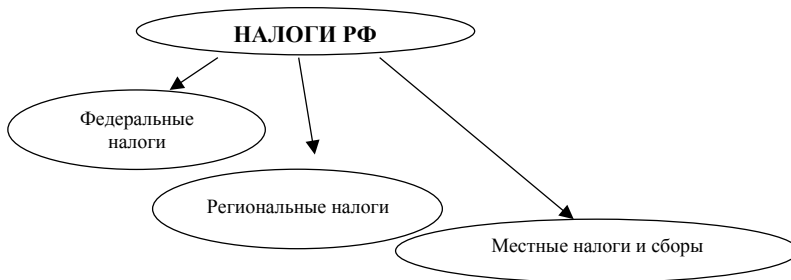 НАЛОГИ РФ
Федеральные
налоги
Региональные налоги
Местные налоги и сборы